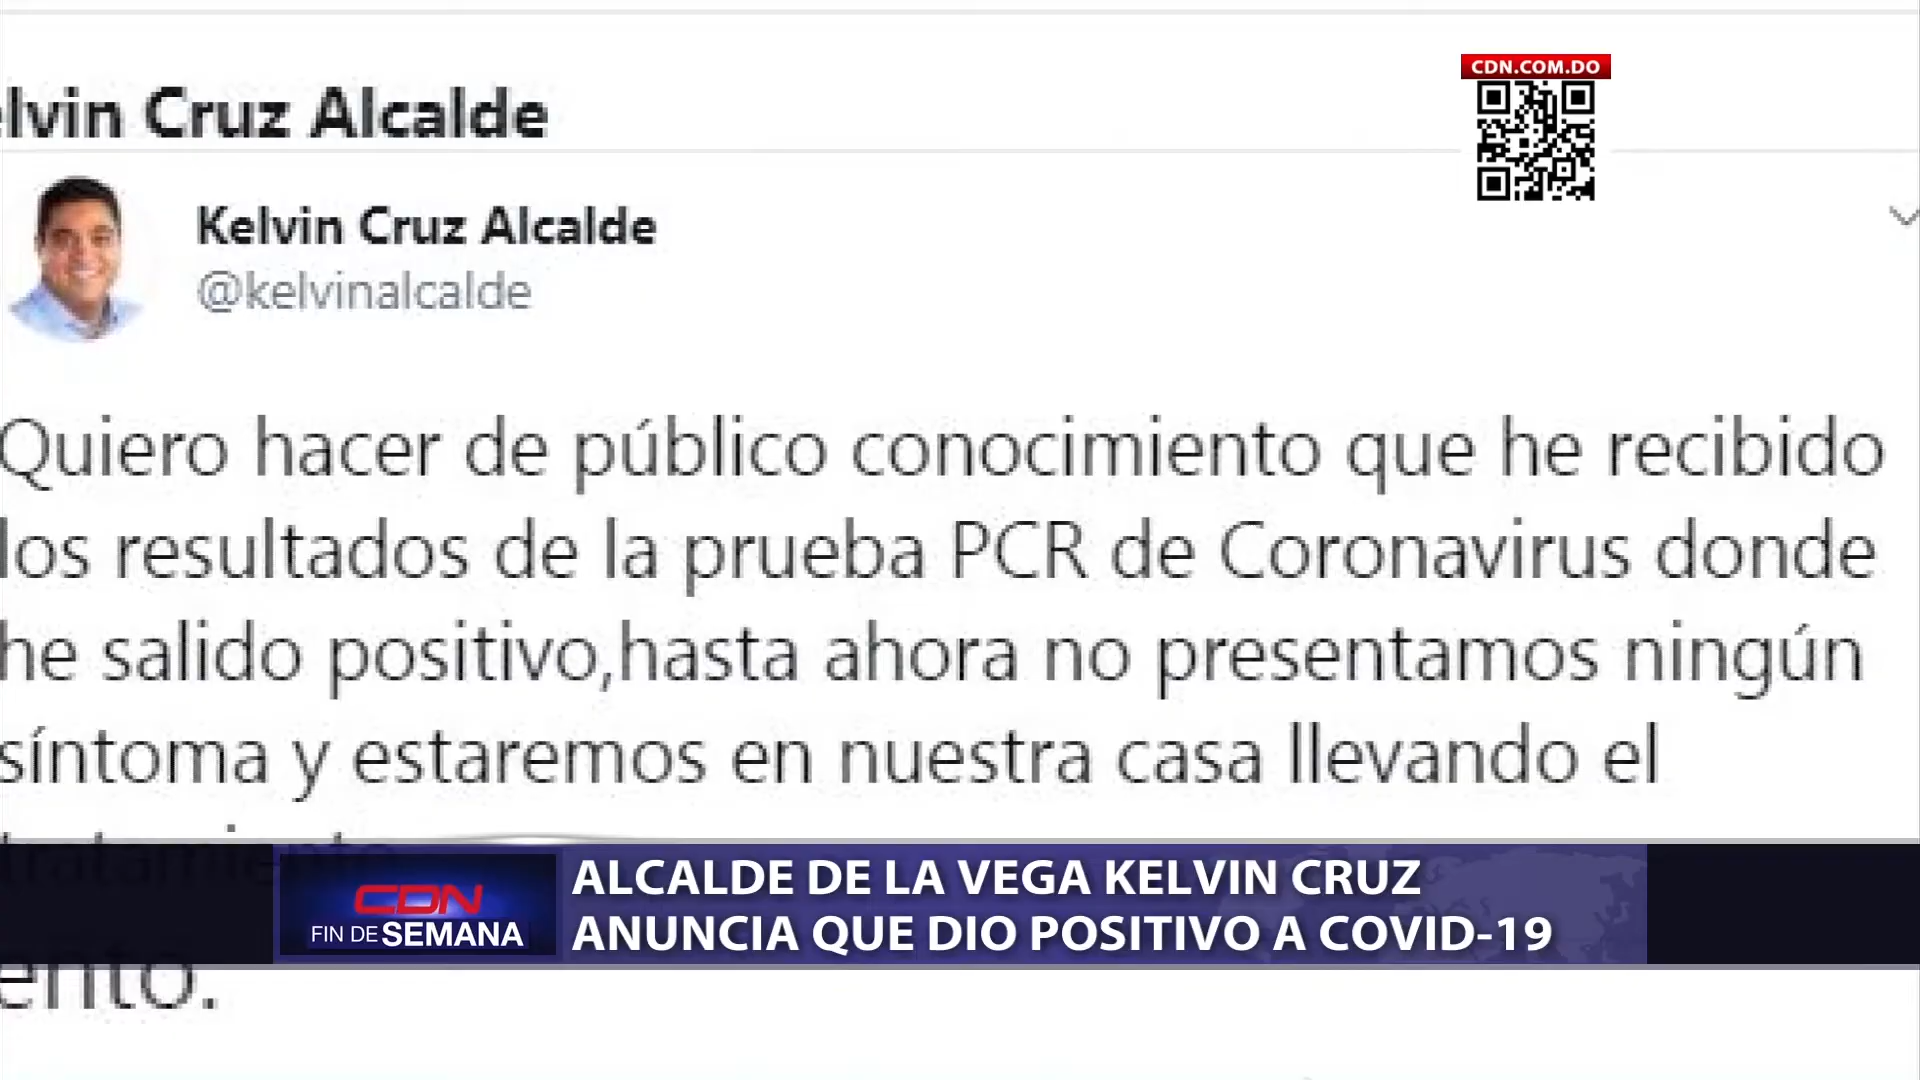 CDN.COM.DO
elvin Cruz Alcalde
Kelvin Cruz Alcalde
@kelvinalcalde
Quiero hacer de público conocimiento que he recibido
los resultados de la prueba PCR de Coronavirus donde
he salido positivo,hasta ahora no presentamos ningún
síntoma y estaremos en nuestra casa llevando el
tratamiento
CDN
FIN DE SEMANA
ALCALDE DE LA VEGA KELVIN CRUZ
ANUNCIA QUE DIO POSITIVO A COVID-19
ento.